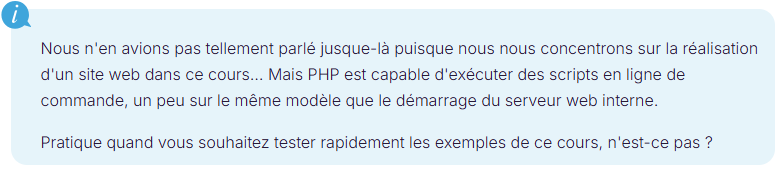 i
Nous n'en avions pas tellement parlé jusque-là puisque nous nous concentrons sur la réalisation
d'un site web dans ce cours… Mais PHP est capable d'exécuter des scripts en ligne de
commande, un peu sur le même modèle que le démarrage du serveur web interne.
Pratique quand vous souhaitez tester rapidement les exemples de ce cours, n'est-ce pas ?